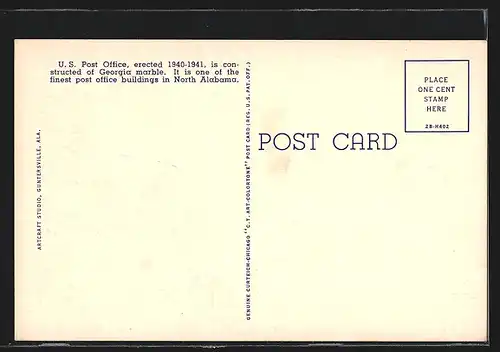 U. S. Post Office, erected 1940-1941, is con-
structed of Georgia marble. It is one of the
finest post office buildings in North Alabama.
ARTCRAFT STUDIO, GUNTERSVILLE, ALA.
GENUINE CURTEICH-CHICAGO "C.T. ART-COLORTONE" POST CARD (REG. U.S. PAT. OFF.)
POST CARD
PLACE
ONE CENT
STAMP
HERE
2B-H402